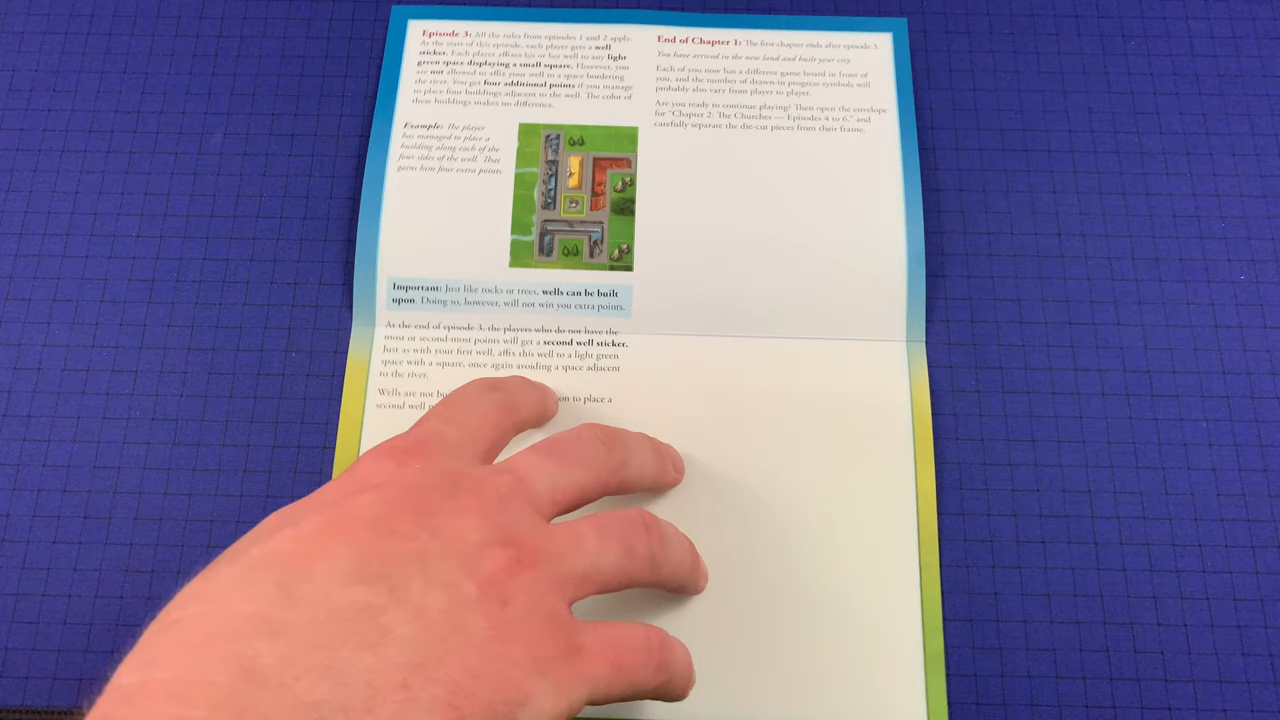 Episode 3: All the rules from episodes 1 and 2 apply.
At the start of this episode, each player gets a well
sticker. Each player affixes his or her well to any light
green space displaying a small square. However, you
are not allowed to affix your well to a space bordering
the river. You get four additional points if you manage
to place four buildings adjacent to the well. The color of
these buildings makes no difference.
Example: The player
has managed to place a
building along each of the
four sides of the well. That
gains him four extra points.
Important: Just like rocks or trees, wells can be built
upon. Doing so, however, will not win you extra points.
At the end of episode 3, the players who do not have the
most or second-most points will get a second well sticker.
Just as with your first well, affix this well to a light green
space with a square, once again avoiding a space adjacent
to the river.
Wells are not on to place a
second well
End of Chapter 1: The first chapter ends after episode 3.
You have arrived in the new land and built your city.
Each of you now has a different game board in front of
you, and the number of drawn-in progress symbols will
probably also vary from player to player.
Are you ready to continue playing? Then open the envelope
for "Chapter 2: The Churches — Episodes 4 to 6," and
carefully separate the die-cut pieces from their frame.